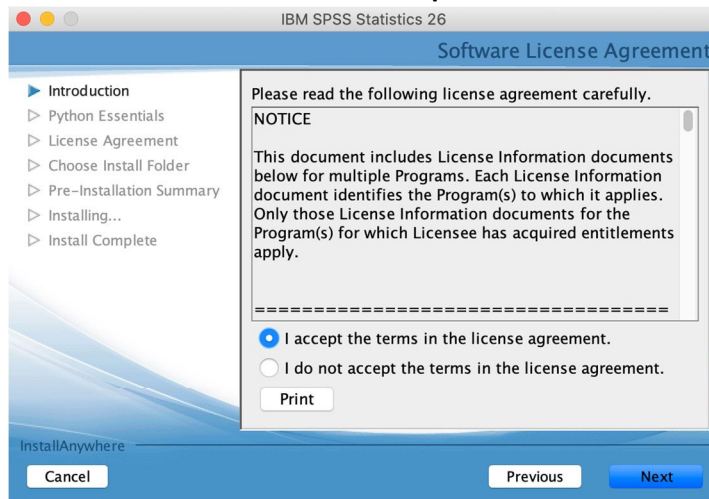 IBM SPSS Statistics 26
Software License Agreement
Introduction
Python Essentials
License Agreement
Choose Install Folder
Pre-Installation Summary
Installing...
Install Complete
Please read the following license agreement carefully.
NOTICE
This document includes License Information documents
below for multiple Programs. Each License Information
document identifies the Program(s) to which it applies.
Only those License Information documents for the
Program(s) for which Licensee has acquired entitlements
apply.
===================================
I accept the terms in the license agreement.
I do not accept the terms in the license agreement.
Print
InstallAnywhere
Cancel
Previous
Next